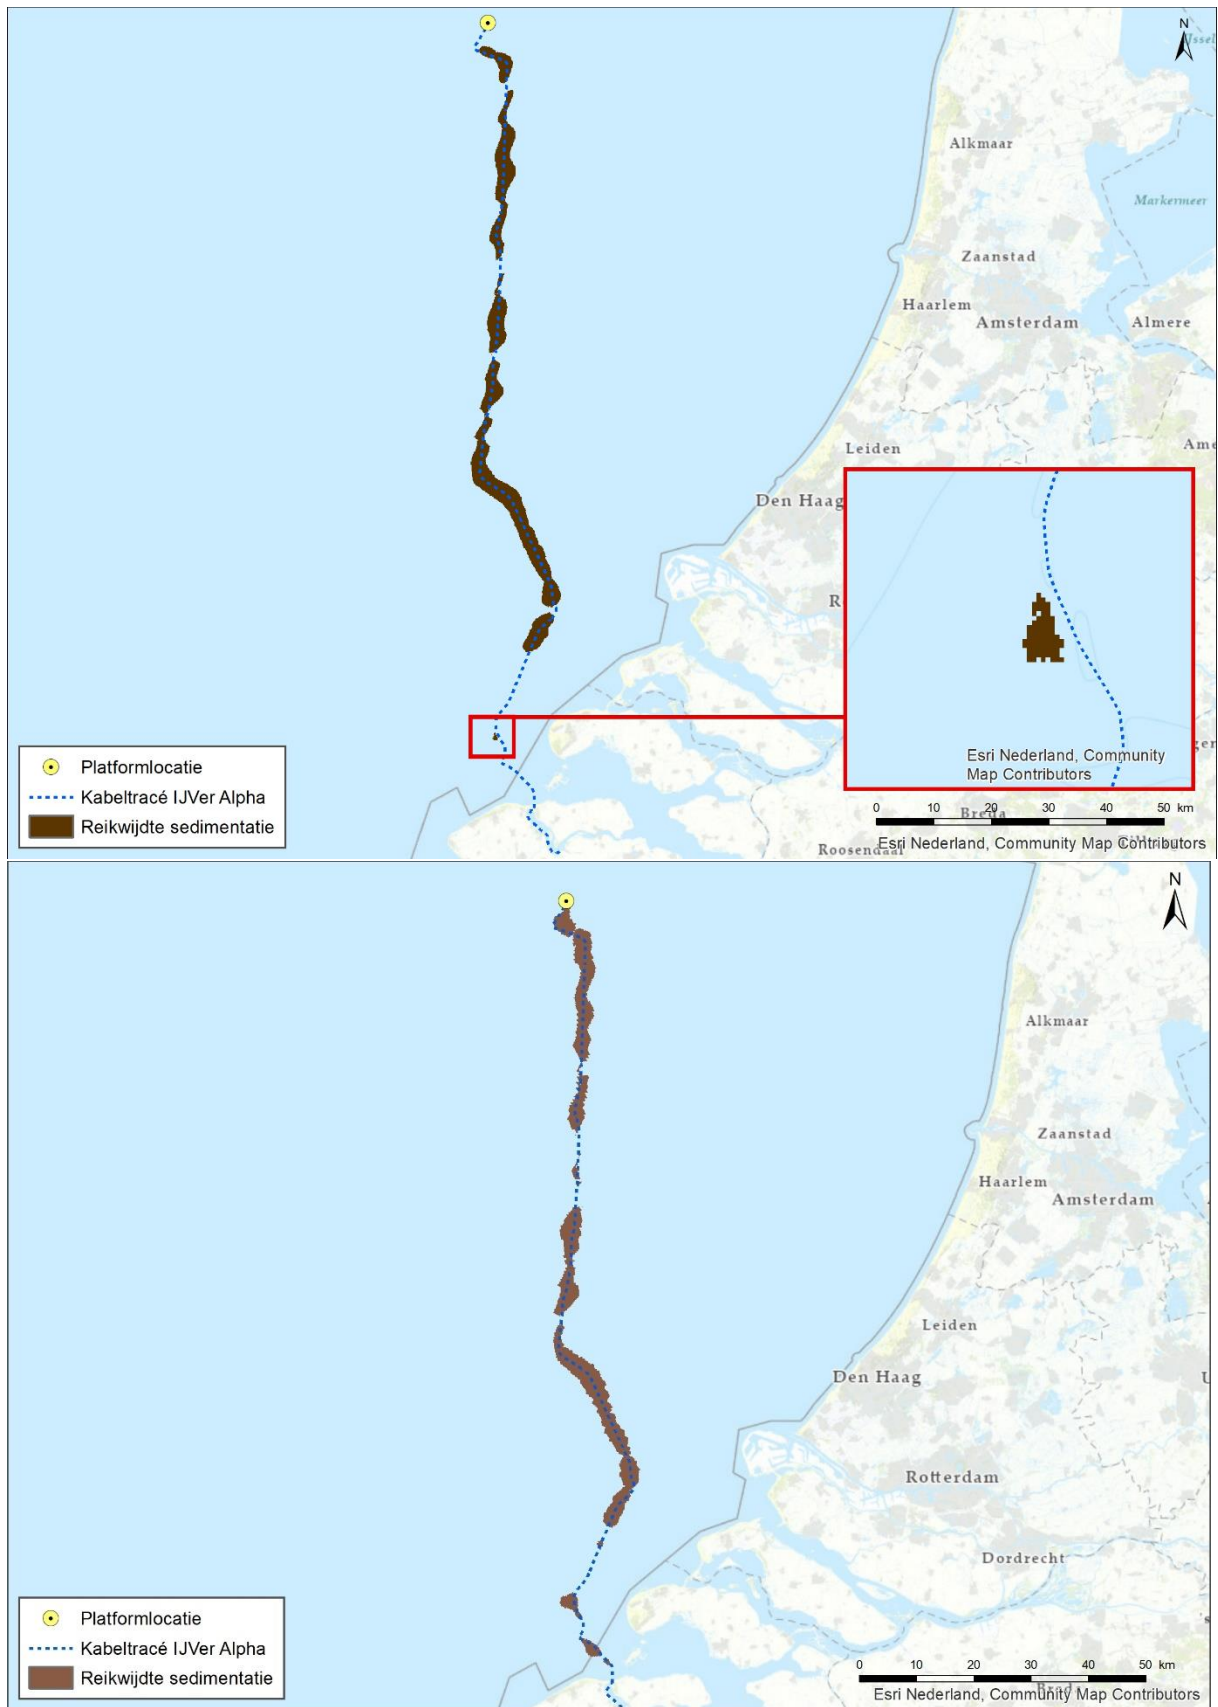 N
IJssel
Alkmaar
Markermeer
Zaanstad
Haarlem
Amsterdam
Almere
Leiden
Ame
Den Haag
R
Esri Nederland, Community
Map Contributors
Platformlocatie
Kabeltracé IJVer Alpha
Reikwijdte sedimentatie
0 10 20 30 40 50 km
Breda
Roosendaal
Esri Nederland, Community Map Contributors
N
Alkmaar
Zaanstad
Haarlem
Amsterdam
Leiden
Den Haag
U
Rotterdam
Dordrecht
Platformlocatie
Kabeltracé IJVer Alpha
Reikwijdte sedimentatie
0 10 20 30 40 50 km
Breda
Esri Nederland, Community Map Contributors